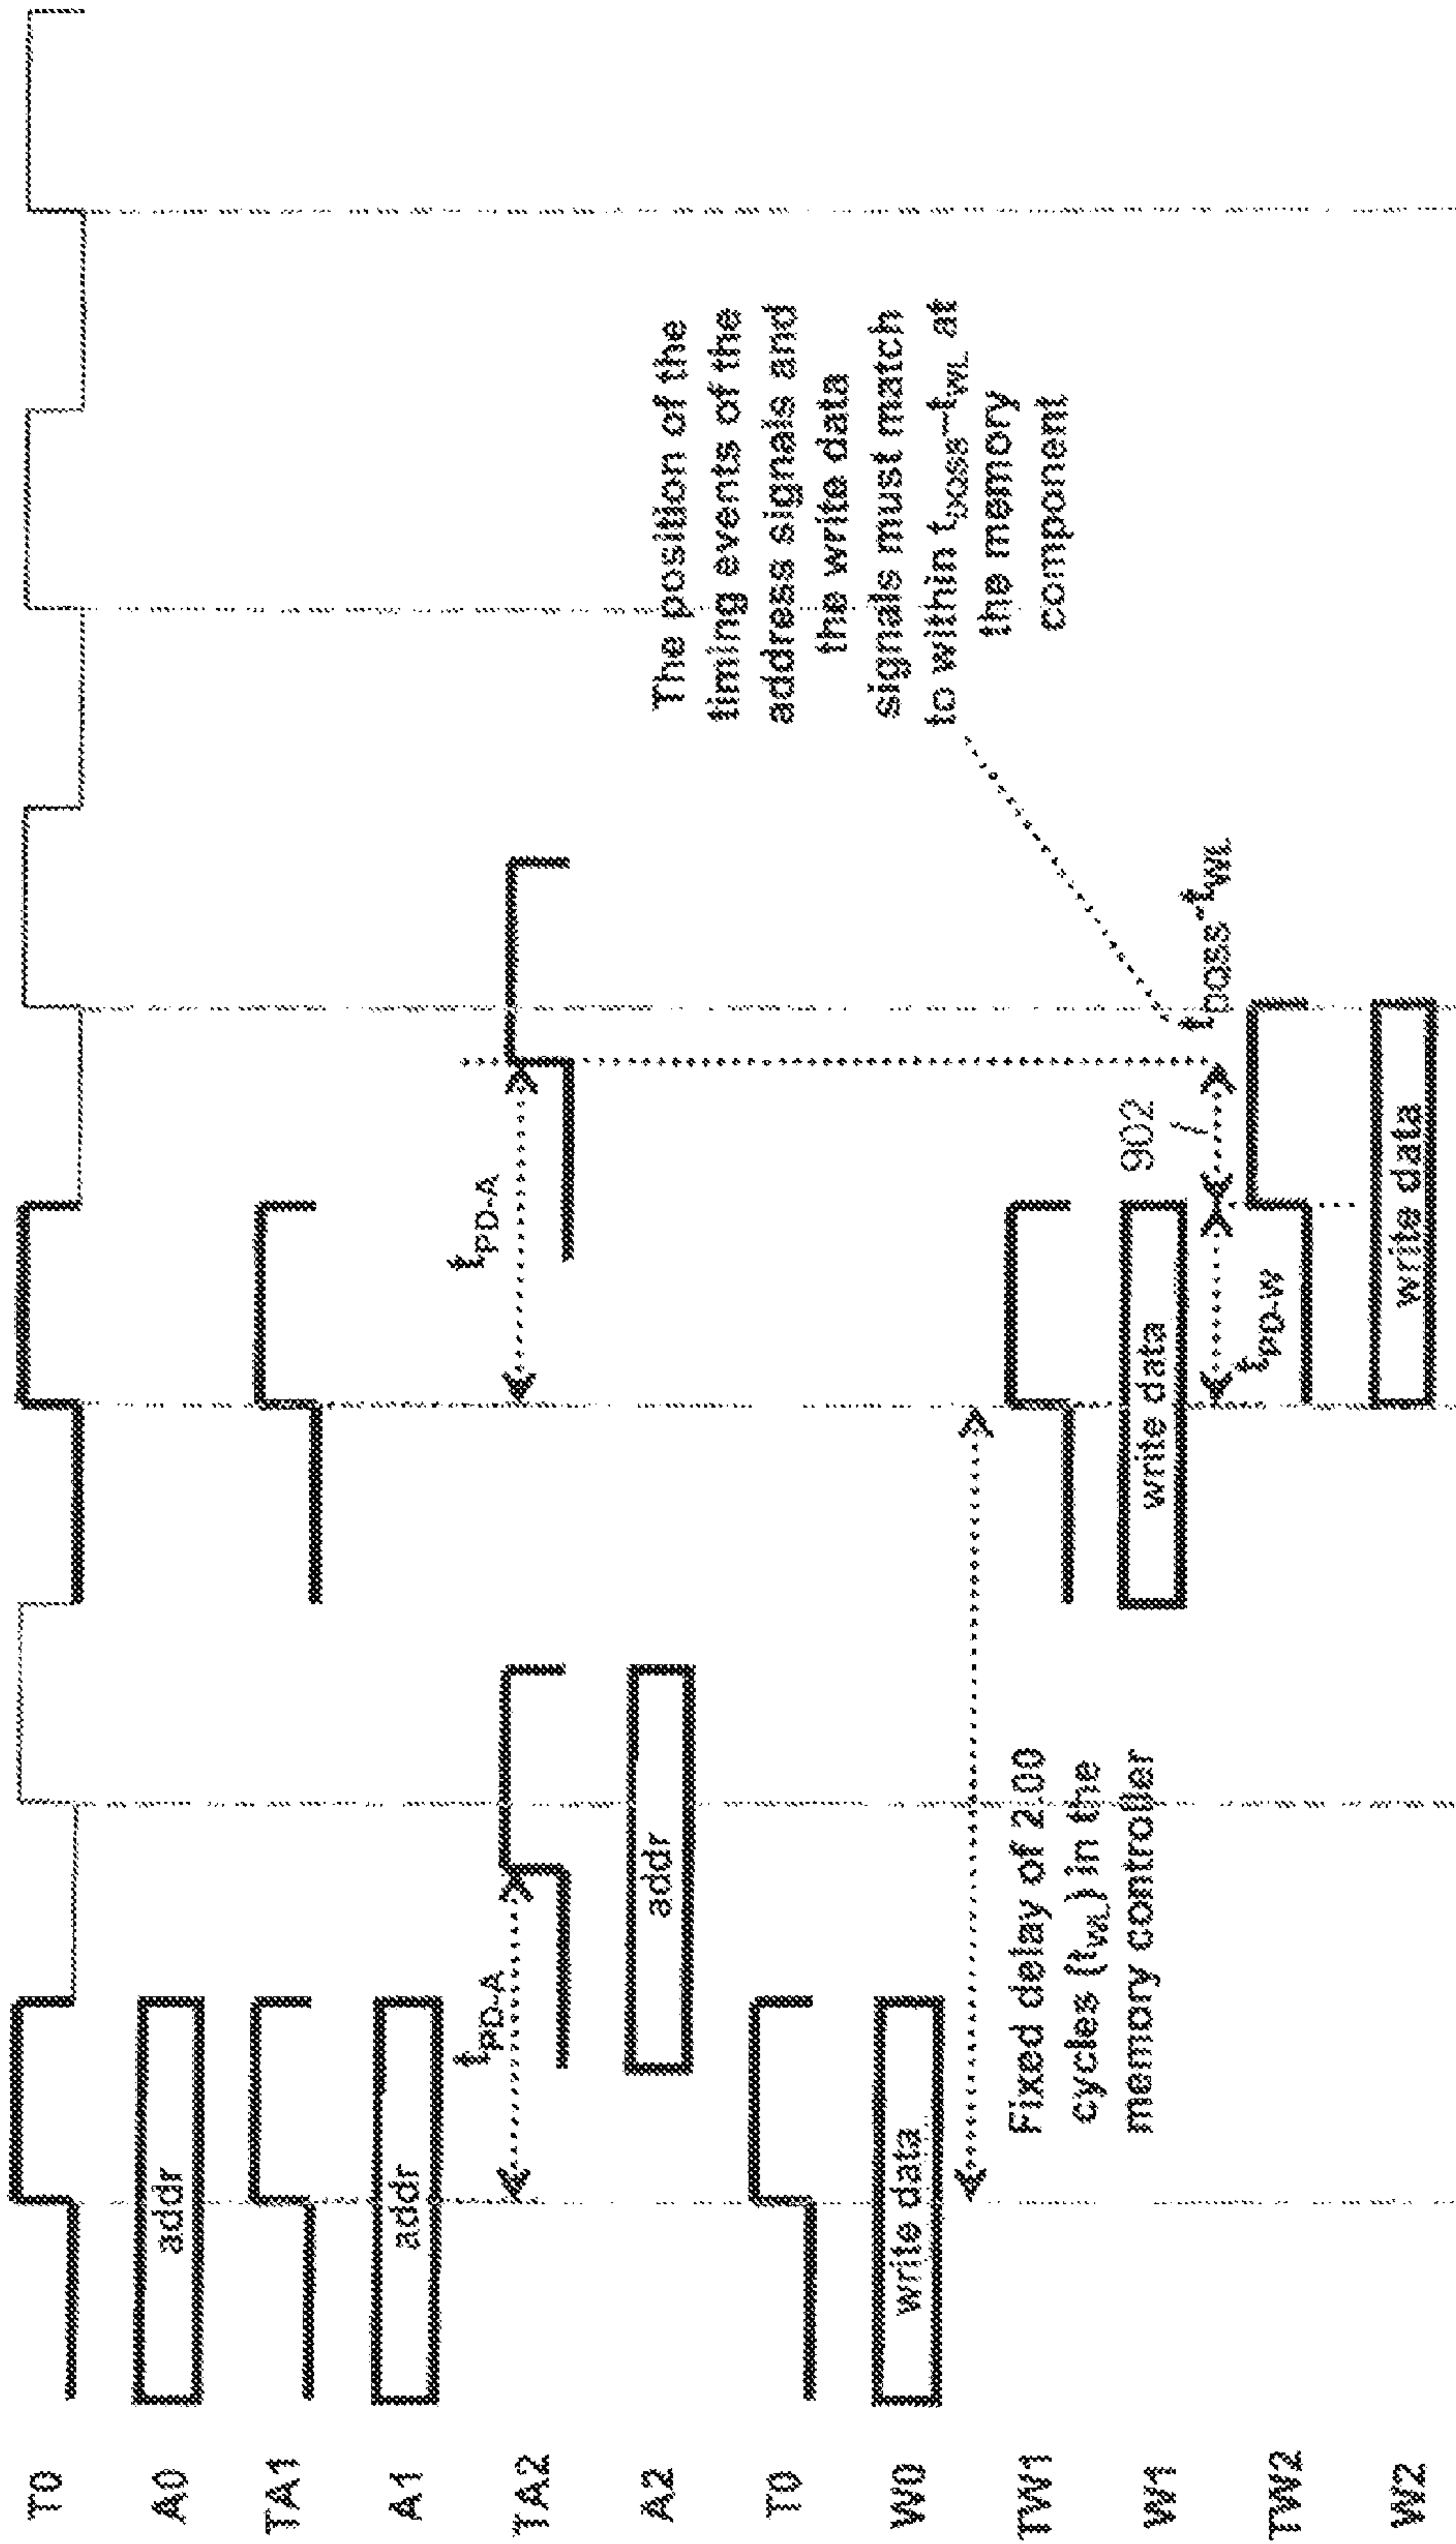 T0
A0
addr
TA1
A1
addr
TA2
tPD-A
tPD-A
A2
addr
The position of the
timing events of the
address signals and
the write data
signals must match
to within tposs-tWL at
the memory
component
T0
W0
write data
Fixed delay of 2.00
cycles (tWL) in the
memory controller
TW1
W1
write data
902
tposs-tWL
tPD-W
TW2
W2
write data